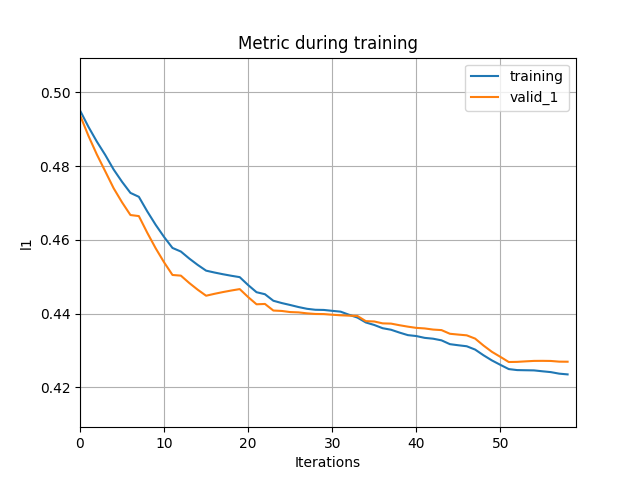 Metric during training
training
valid_1
l1
0.50
0.48
0.46
0.44
0.42
0 10 20 30 40 50
Iterations